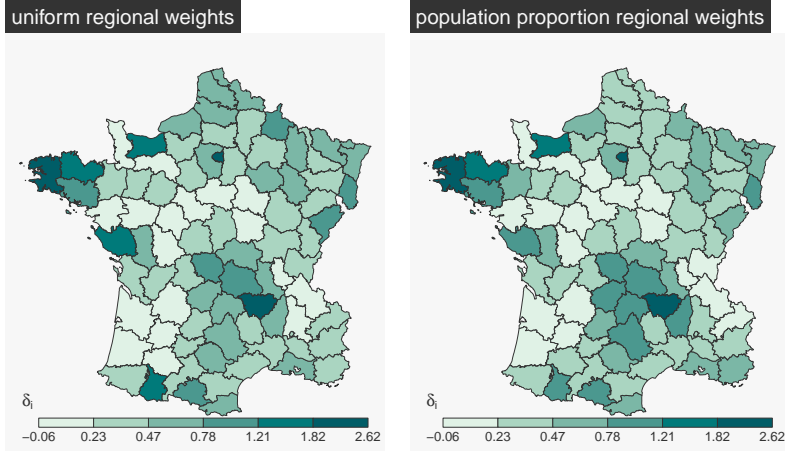 uniform regional weights
δi
−0.06 0.23 0.47 0.78 1.21 1.82 2.62
population proportion regional weights
δi
−0.06 0.23 0.47 0.78 1.21 1.82 2.62